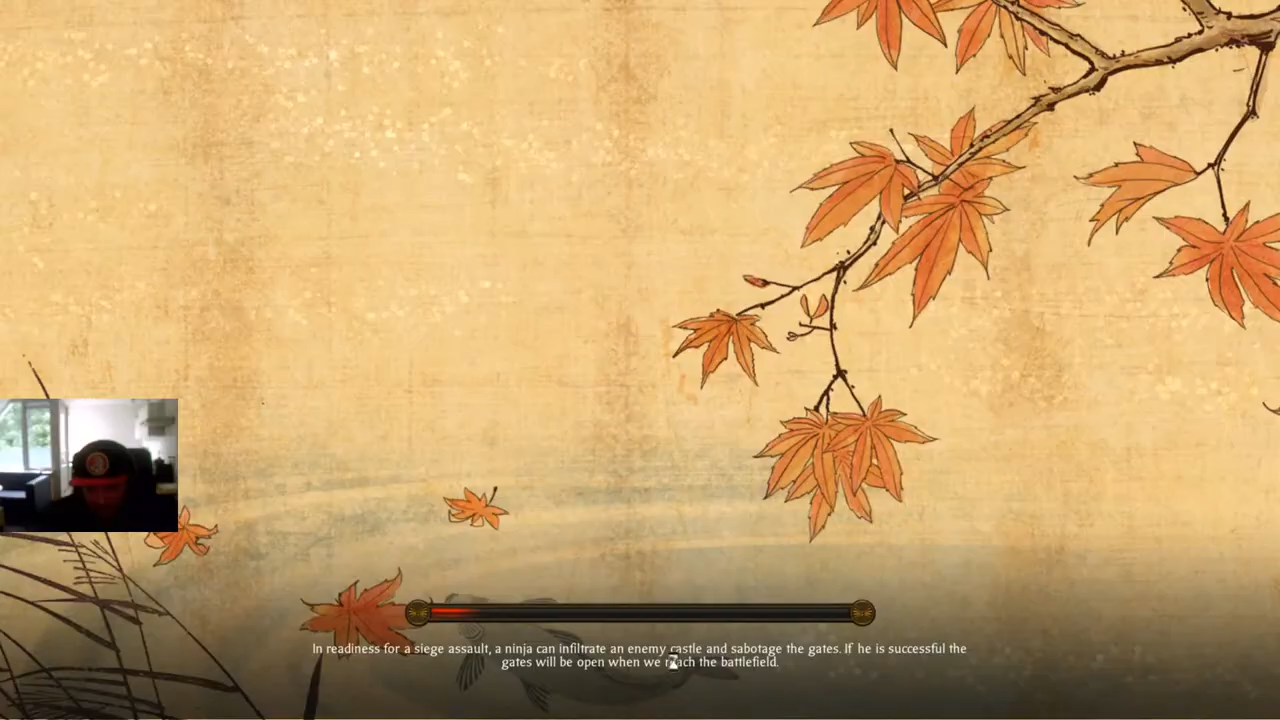 In readiness for a siege assault, a ninja can infiltrate an enemy castle and sabotage the gates. If he is successful the
gates will be open when we reach the battlefield.